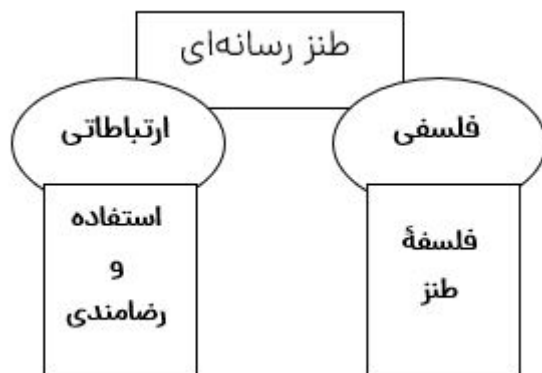 طنز رسانه‌ای
فلسفی
ارتباطاتی
فلسفهٔ
طنز
استفاده
و
رضامندی